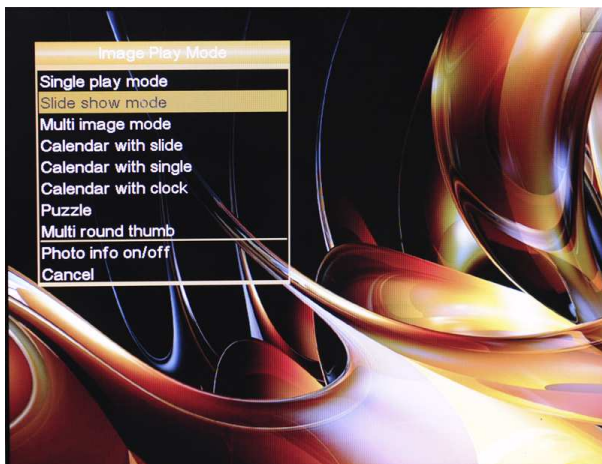 Image Play Mode
Single play mode
Slide show mode
Multi image mode
Calendar with slide
Calendar with single
Calendar with clock
Puzzle
Multi round thumb
Photo info on/off
Cancel